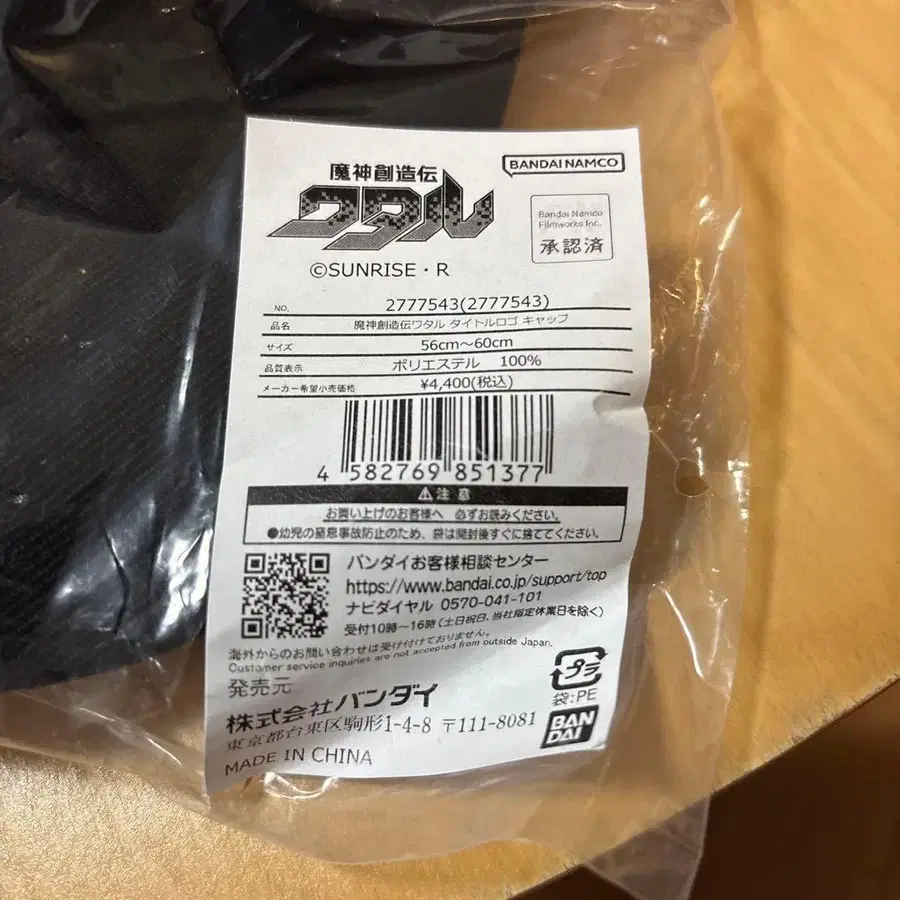 魔神創造伝
ワタル
©SUNRISE・R
BANDAI NAMCO
Bandai Namco
Filmworks Inc.
承認済
NO. 2777543(2777543)
品名 魔神創造伝ワタル タイトルロゴ キャップ
サイズ 56cm～60cm
品質表示 ポリエステル 100%
メーカー希望小売価格 ¥4,400(税込)
4 582769 851377
⚠注意
お買い上げのお客様へ 必ずお読みください。
●幼児の窒息事故防止のため、袋は開封後すぐに捨ててください。
バンダイお客様相談センター
https://www.bandai.co.jp/support/top
ナビダイヤル 0570-041-101
受付10時～16時(土日祝日、当社指定休業日を除く)
海外からのお問い合わせは受け付けておりません。
Customer service inquiries are not accepted from outside Japan.
発売元
株式会社バンダイ
東京都台東区駒形1-4-8 〒111-8081
MADE IN CHINA
プラ
袋:PE
BAN
DAI